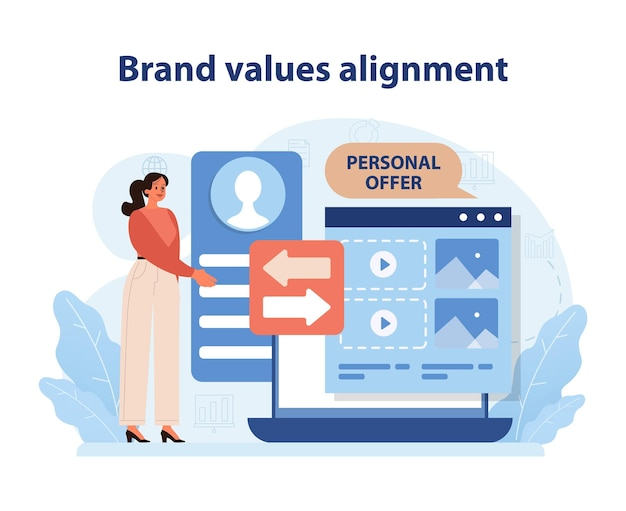 Brand values alignment
PERSONAL
OFFER